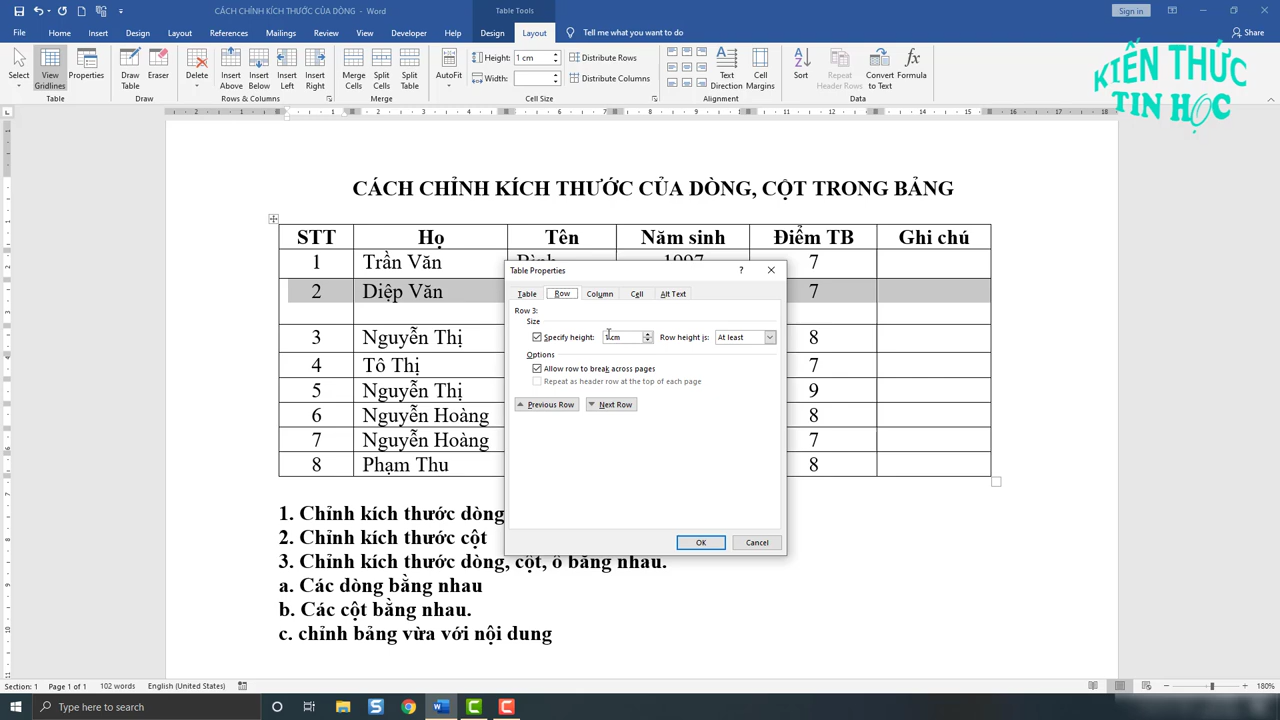 CÁCH CHỈNH KÍCH THƯỚC CỦA DÒNG - Word
Table Tools
Sign in
File Home Insert Draw Design Layout References Mailings Review View Developer Help Design Layout Tell me what you want to do Share
Select
View Gridlines
Properties
Table
Draw Table
Eraser
Draw
Delete
Insert Above
Insert Below
Insert Left
Insert Right
Rows & Columns
Merge Cells
Split Cells
Split Table
Merge
AutoFit
Height: 1 cm
Width:
Distribute Rows
Distribute Columns
Cell Size
Text Direction
Cell Margins
Alignment
Sort
Repeat Header Rows
Convert to Text
Formula
Data
KIẾN THỨC
TIN HỌC
CÁCH CHỈNH KÍCH THƯỚC CỦA DÒNG, CỘT TRONG BẢNG
STT Họ Tên Năm sinh Điểm TB Ghi chú
1 Trần Văn Bình 1997 7
2 Diệp Văn 7
3 Nguyễn Thị 8
4 Tô Thị 7
5 Nguyễn Thị 9
6 Nguyễn Hoàng 8
7 Nguyễn Hoàng 7
8 Phạm Thu 8
Table Properties
Table Row Column Cell Alt Text
Row 3:
Size
Specify height: 1 cm Row height is: At least
Options
Allow row to break across pages
Repeat as header row at the top of each page
Previous Row Next Row
OK Cancel
1. Chỉnh kích thước dòng
2. Chỉnh kích thước cột
3. Chỉnh kích thước dòng, cột, ô bằng nhau.
a. Các dòng bằng nhau
b. Các cột bằng nhau.
c. chỉnh bảng vừa với nội dung
Section: 1 Page 1 of 1 102 words English (United States) 180%
Type here to search